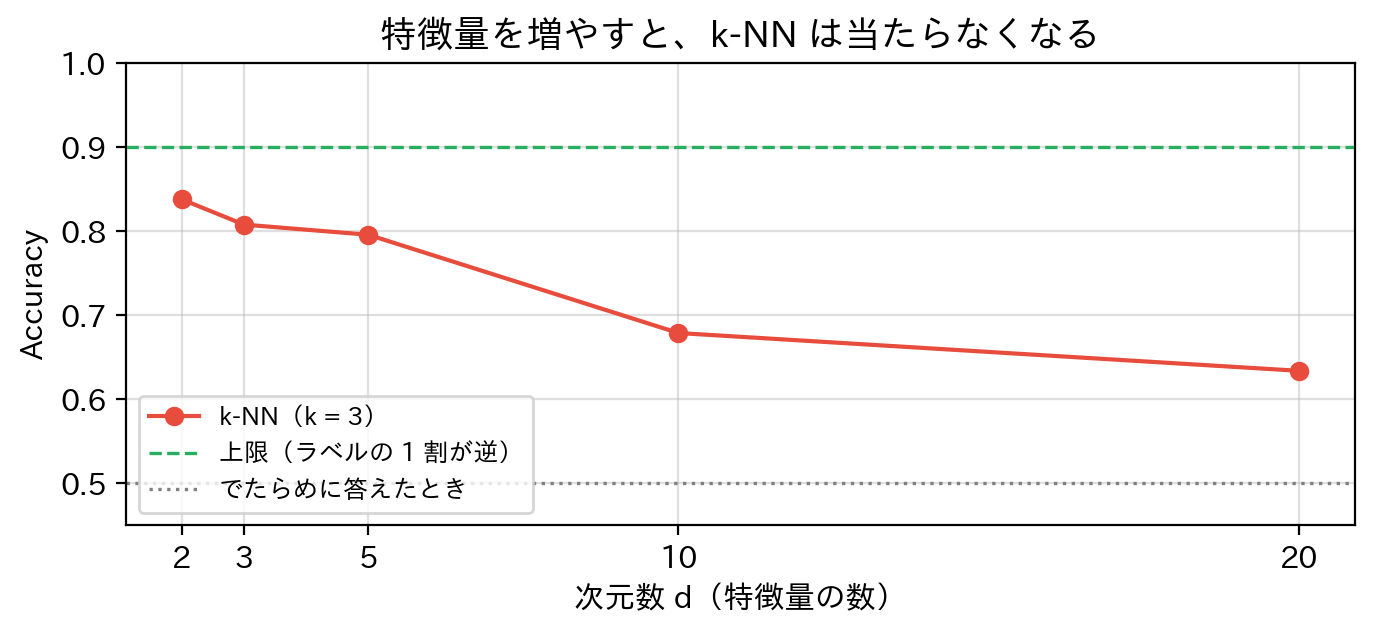 特徴量を増やすと、k-NN は当たらなくなる
1.0
0.9
0.8
0.7
0.6
0.5
Accuracy
k-NN（k = 3）
上限（ラベルの 1 割が逆）
でたらめに答えたとき
2 3 5 10 20
次元数 d（特徴量の数）